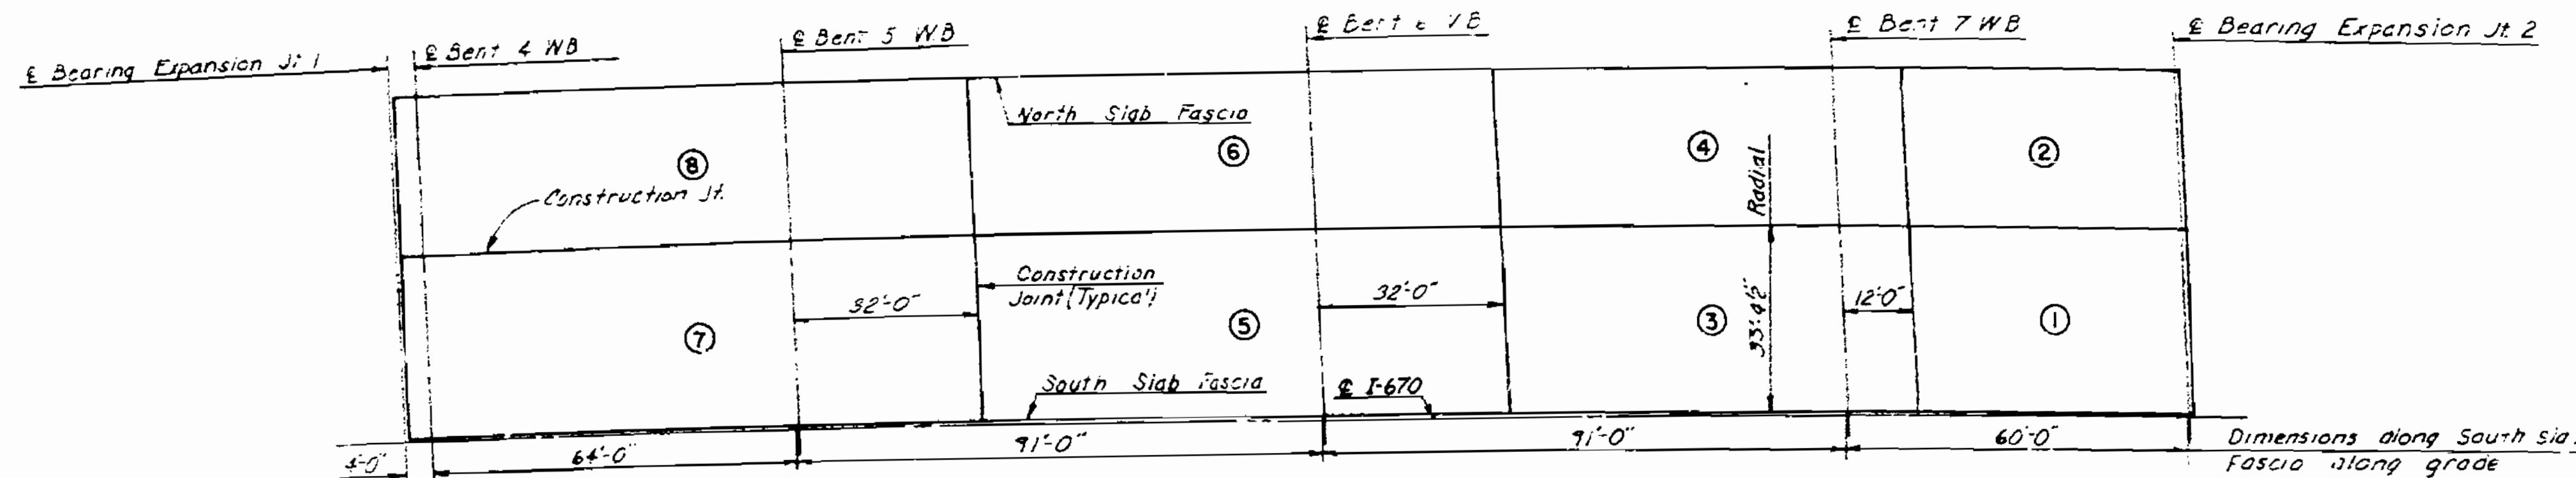 ℄ Bearing Expansion Jt 1
℄ Bent 4 WB
℄ Bent 5 WB
℄ Bent
℄ Bent 7 WB
℄ Bearing Expansion Jt. 2
North Slab Fascia
⑧
⑥
④
②
Construction Jt.
Radial
Construction
Joint (Typical)
32'-0"
32'-0"
12'-0"
33'-4½"
⑦
⑤
③
①
South Slab Fascia
℄ I-670
4'-0"
64'-0"
91'-0"
91'-0"
60'-0"
Dimensions along South
Fascia along grade